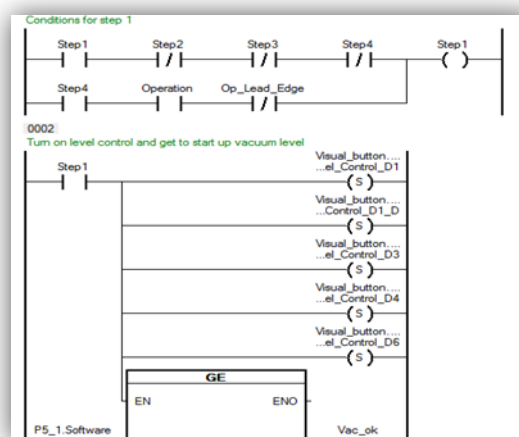 Conditions for step 1
Step1 Step2 Step3 Step4 Step1
Step4 Operation Op_Lead_Edge
0002
Turn on level control and get to start up vacuum level
Step1
Visual_button....
...el_Control_D1
(S)
Visual_button....
...Control_D1_D
(S)
Visual_button....
...el_Control_D3
(S)
Visual_button....
...el_Control_D4
(S)
Visual_button....
...el_Control_D6
(S)
GE
EN ENO
P5_1.Software Vac_ok